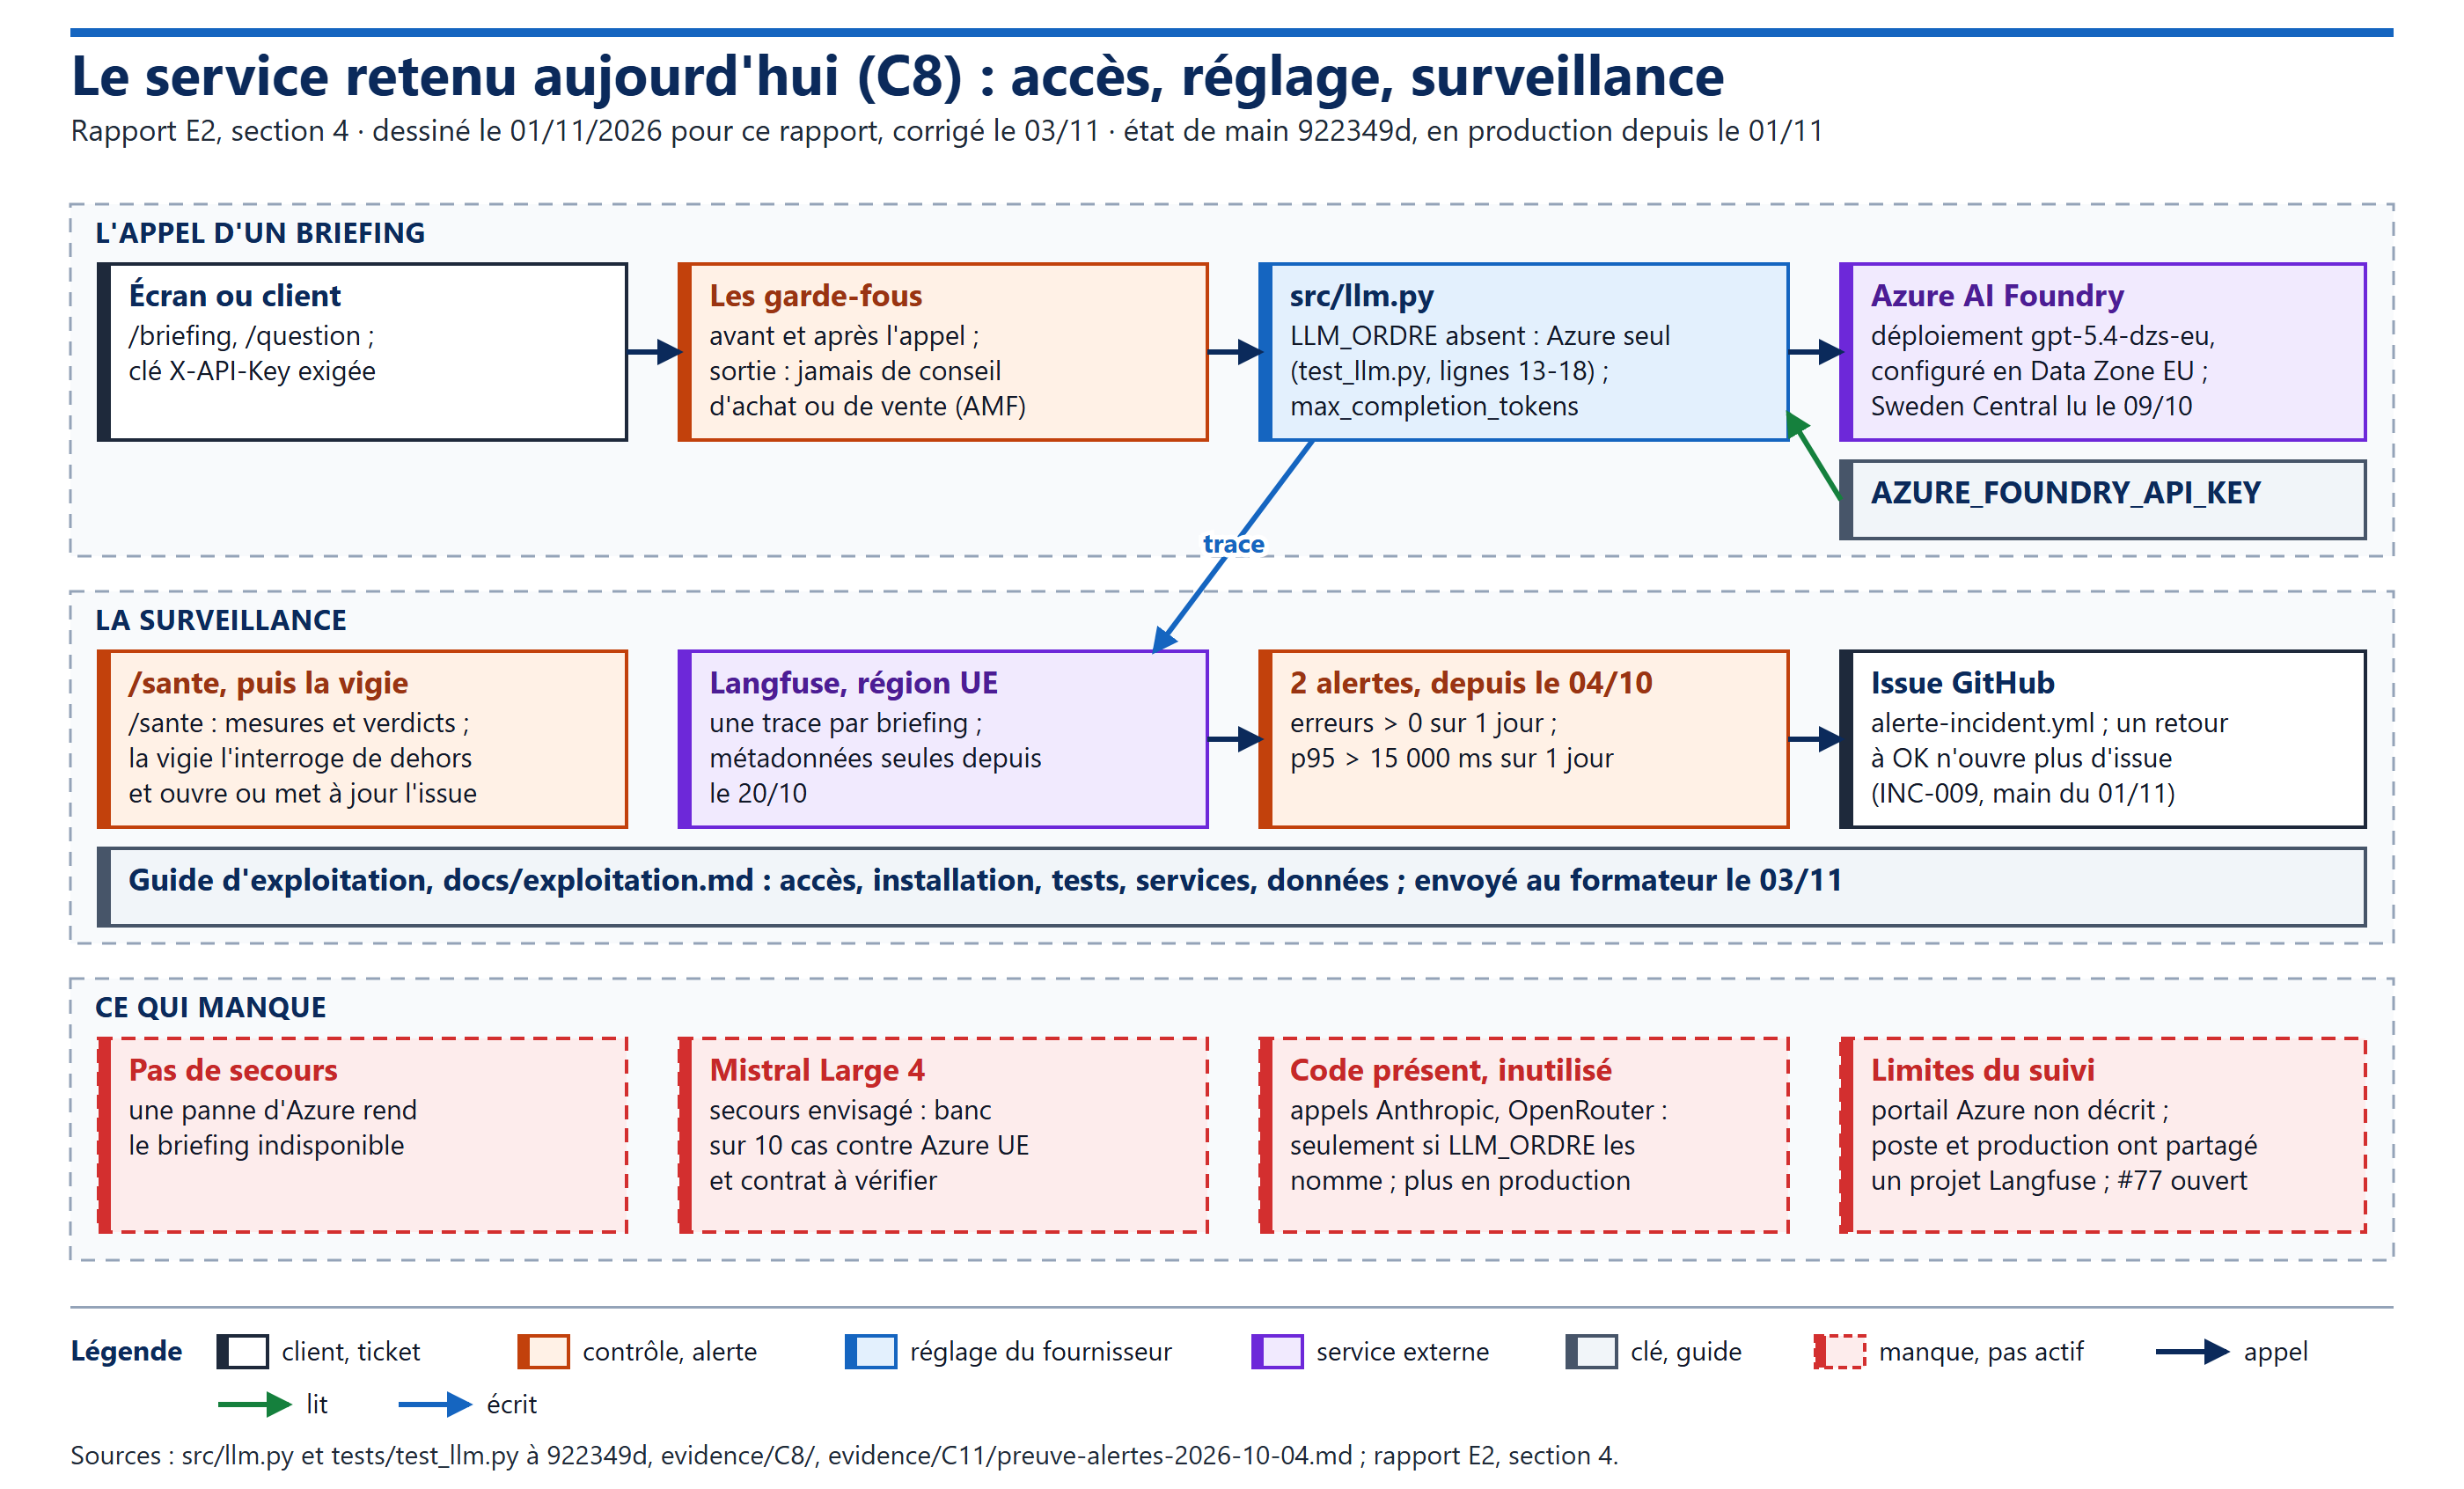 Le service retenu aujourd'hui (C8) : accès, réglage, surveillance
Rapport E2, section 4 · dessiné le 01/11/2026 pour ce rapport, corrigé le 03/11 · état de main 922349d, en production depuis le 01/11
L'APPEL D'UN BRIEFING
Écran ou client
/briefing, /question ;
clé X-API-Key exigée
Les garde-fous
avant et après l'appel ;
sortie : jamais de conseil
d'achat ou de vente (AMF)
src/llm.py
LLM_ORDRE absent : Azure seul
(test_llm.py, lignes 13-18) ;
max_completion_tokens
Azure AI Foundry
déploiement gpt-5.4-dzs-eu,
configuré en Data Zone EU ;
Sweden Central lu le 09/10
AZURE_FOUNDRY_API_KEY
trace
LA SURVEILLANCE
/sante, puis la vigie
/sante : mesures et verdicts ;
la vigie l'interroge de dehors
et ouvre ou met à jour l'issue
Langfuse, région UE
une trace par briefing ;
métadonnées seules depuis
le 20/10
2 alertes, depuis le 04/10
erreurs > 0 sur 1 jour ;
p95 > 15 000 ms sur 1 jour
Issue GitHub
alerte-incident.yml ; un retour
à OK n'ouvre plus d'issue
(INC-009, main du 01/11)
Guide d'exploitation, docs/exploitation.md : accès, installation, tests, services, données ; envoyé au formateur le 03/11
CE QUI MANQUE
Pas de secours
une panne d'Azure rend
le briefing indisponible
Mistral Large 4
secours envisagé : banc
sur 10 cas contre Azure UE
et contrat à vérifier
Code présent, inutilisé
appels Anthropic, OpenRouter :
seulement si LLM_ORDRE les
nomme ; plus en production
Limites du suivi
portail Azure non décrit ;
poste et production ont partagé
un projet Langfuse ; #77 ouvert
Légende
client, ticket
contrôle, alerte
réglage du fournisseur
service externe
clé, guide
manque, pas actif
appel
lit
écrit
Sources : src/llm.py et tests/test_llm.py à 922349d, evidence/C8/, evidence/C11/preuve-alertes-2026-10-04.md ; rapport E2, section 4.